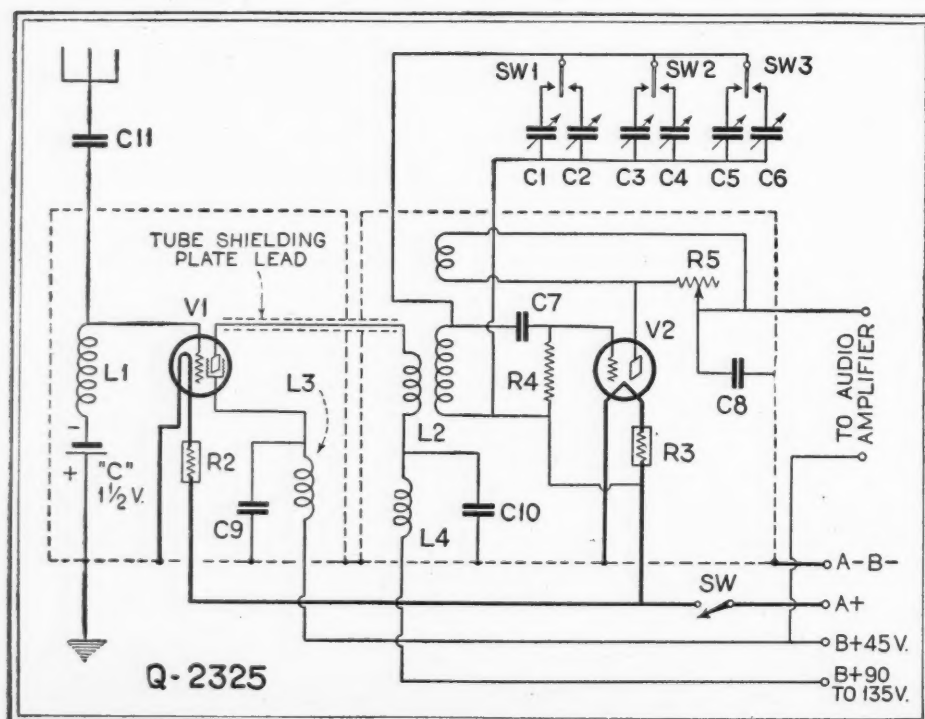 SW1 SW2 SW3
C11
C1 C2 C3 C4 C5 C6
TUBE SHIELDING
PLATE LEAD
R5
V1
C7
V2
L1
L3
R4
C8
TO AUDIO
AMPLIFIER
L2
-
+
"C"
1½ V.
R2
R3
C9
L4
C10
A-B-
SW
A+
B+45 V.
Q-2325
B+90
TO 135V.